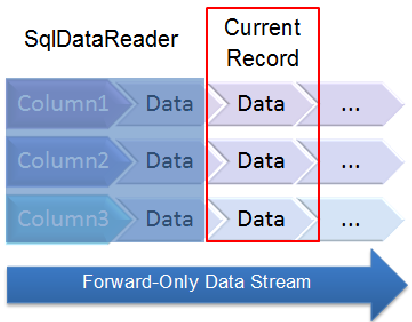 SqlDataReader
Current
Record
Column1 Data Data ...
Column2 Data Data ...
Column3 Data Data ...
Forward-Only Data Stream